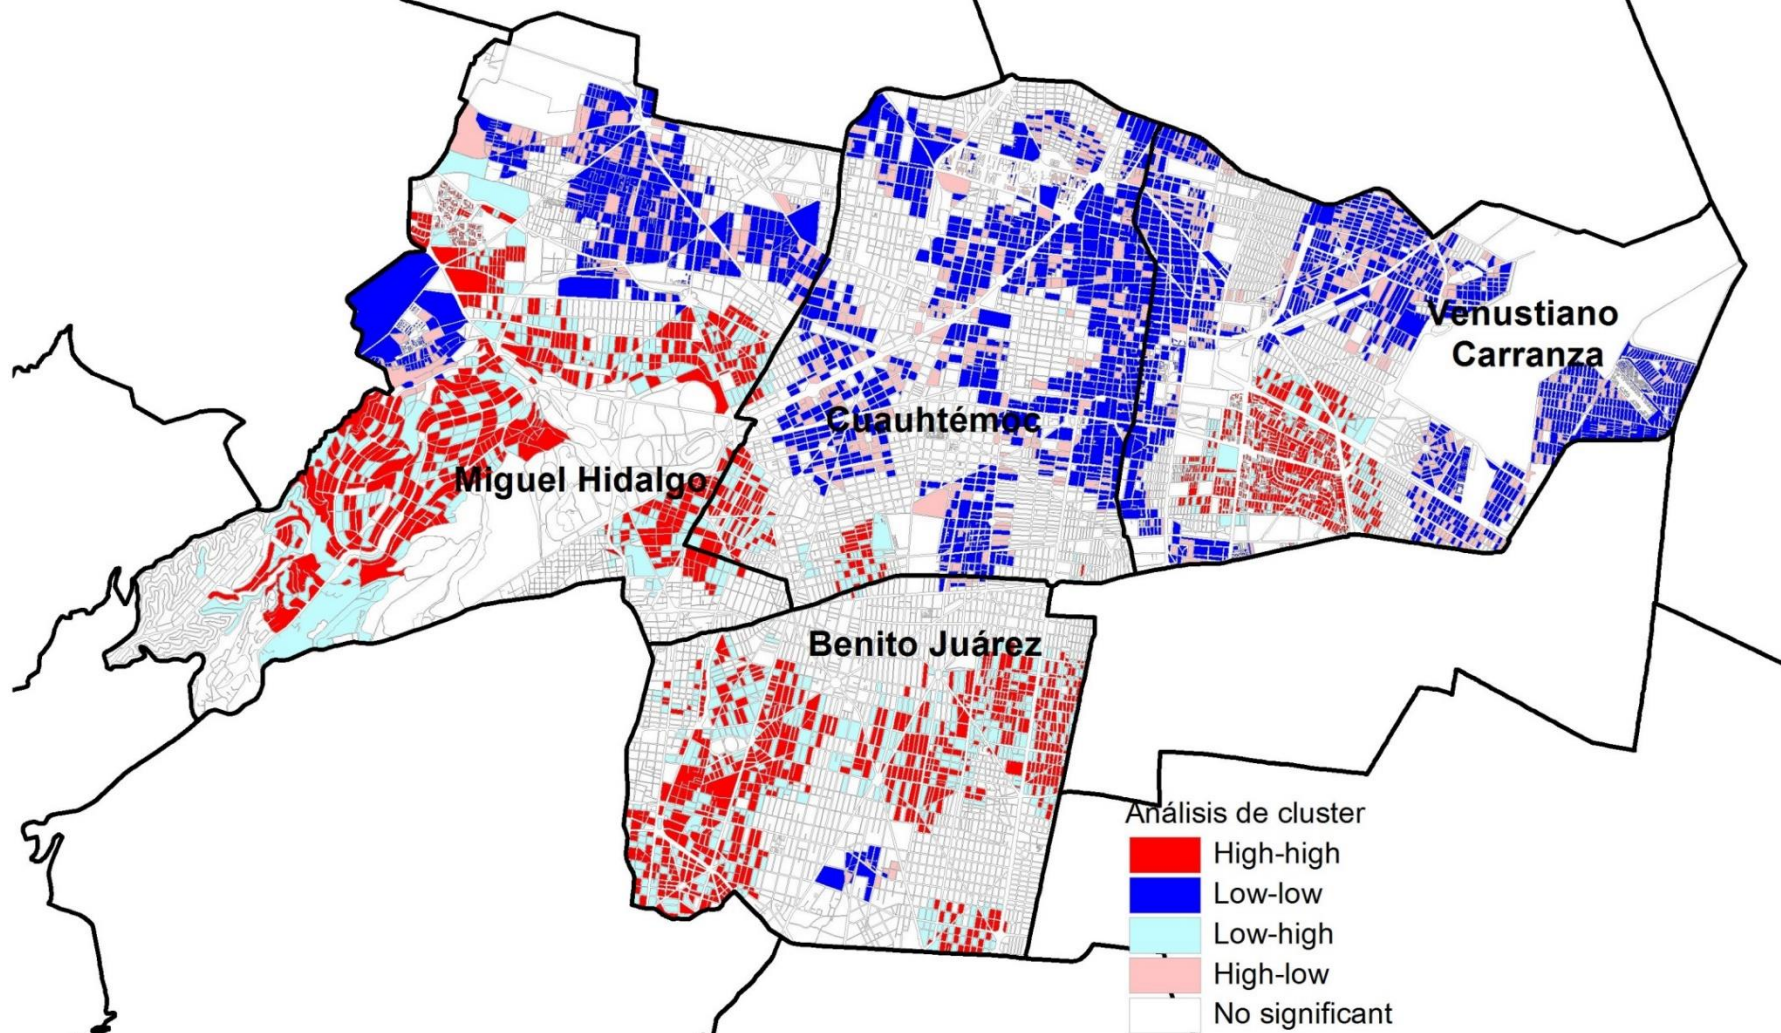 Venustiano
Carranza
Cuauhtémoc
Miguel Hidalgo
Benito Juárez
Análisis de cluster
High-high
Low-low
Low-high
High-low
No significant